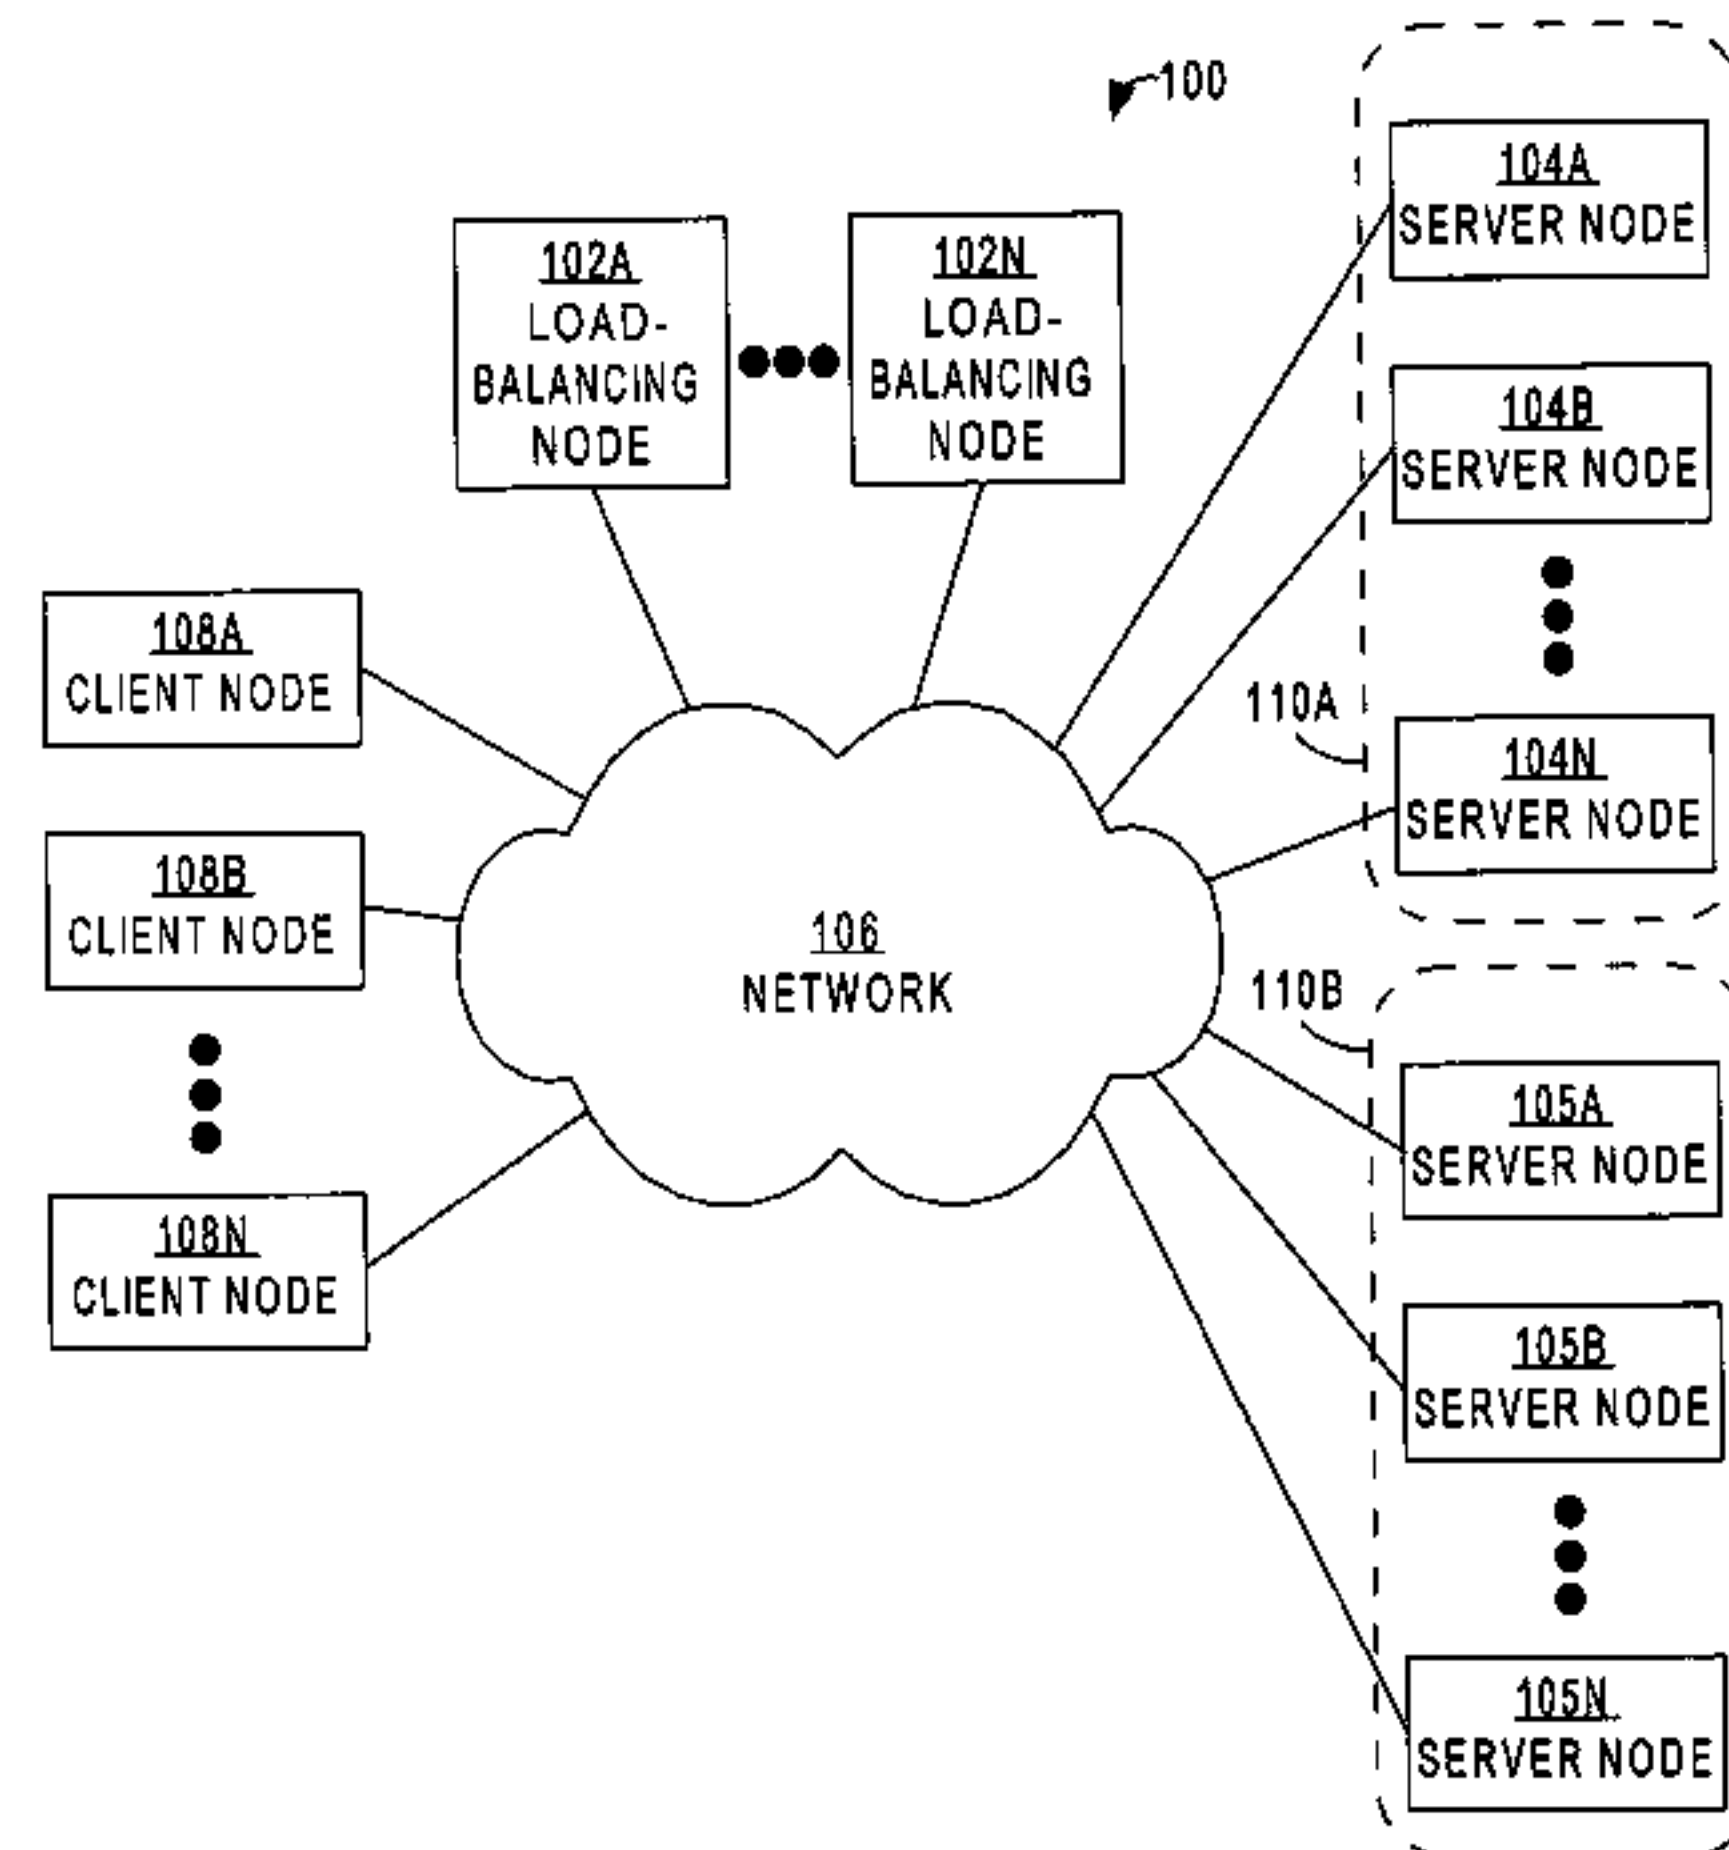 100
104A
SERVER NODE
102A
LOAD-
BALANCING
NODE
102N
LOAD-
BALANCING
NODE
104B
SERVER NODE
108A
CLIENT NODE
110A
104N
SERVER NODE
108B
CLIENT NODE
106
NETWORK
110B
105A
SERVER NODE
108N
CLIENT NODE
105B
SERVER NODE
105N
SERVER NODE